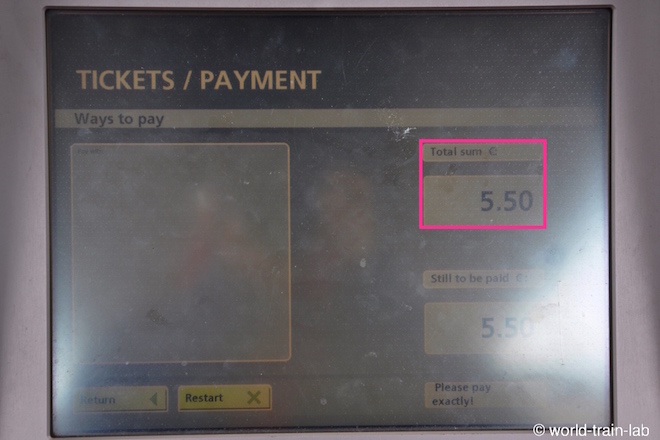 TICKETS / PAYMENT
Ways to pay
Total sum €
5.50
Still to be paid €:
5.50
Return
Restart
Please pay
exactly!
© world-train-lab